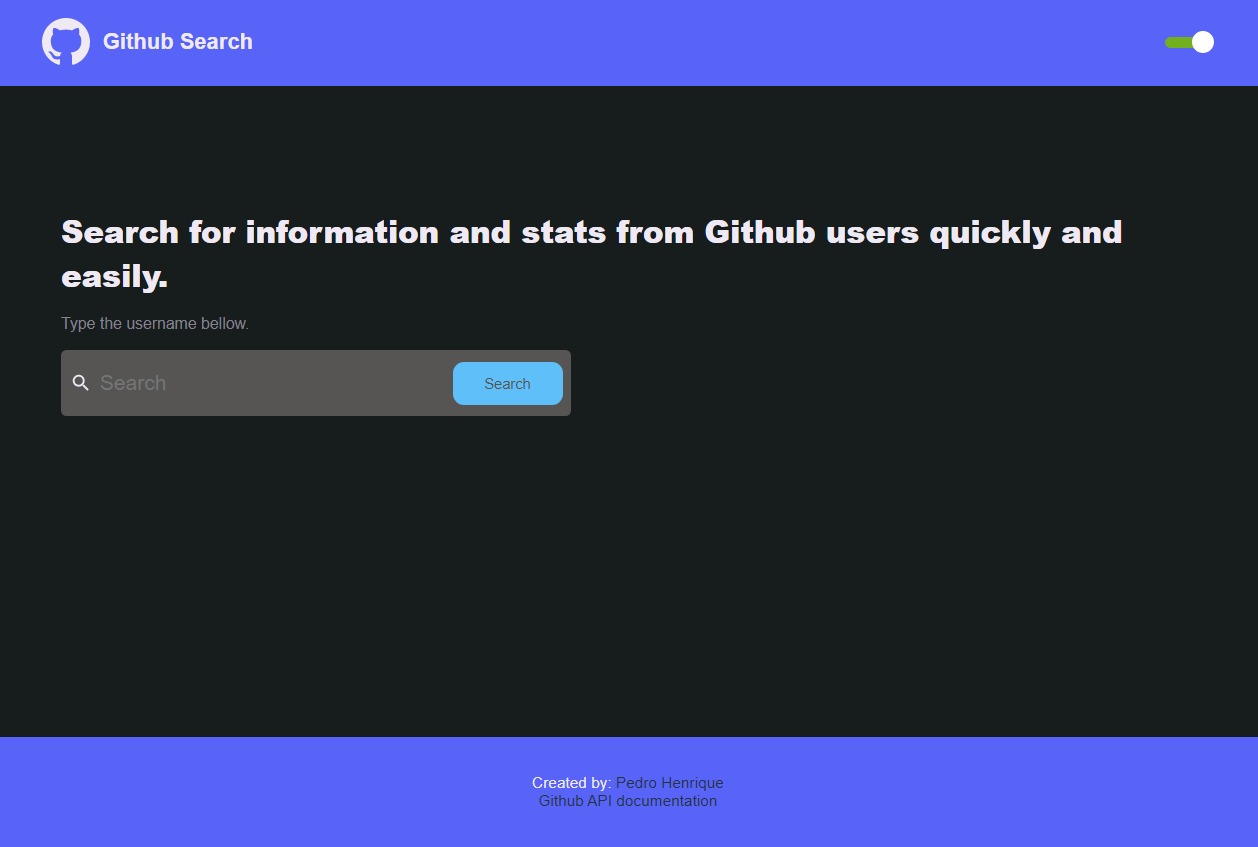 Github Search
Search for information and stats from Github users quickly and
easily.
Type the username bellow.
Search
Search
Created by: Pedro Henrique
Github API documentation